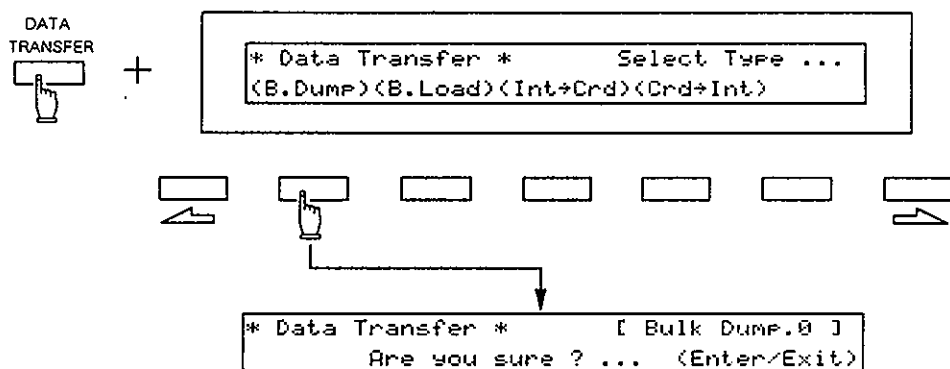 DATA
TRANSFER
+
* Data Transfer * Select Type ...
(B.Dump)(B.Load)(Int→Crd)(Crd→Int)
* Data Transfer * [ Bulk Dump.0 ]
Are you sure ? ... (Enter/Exit)